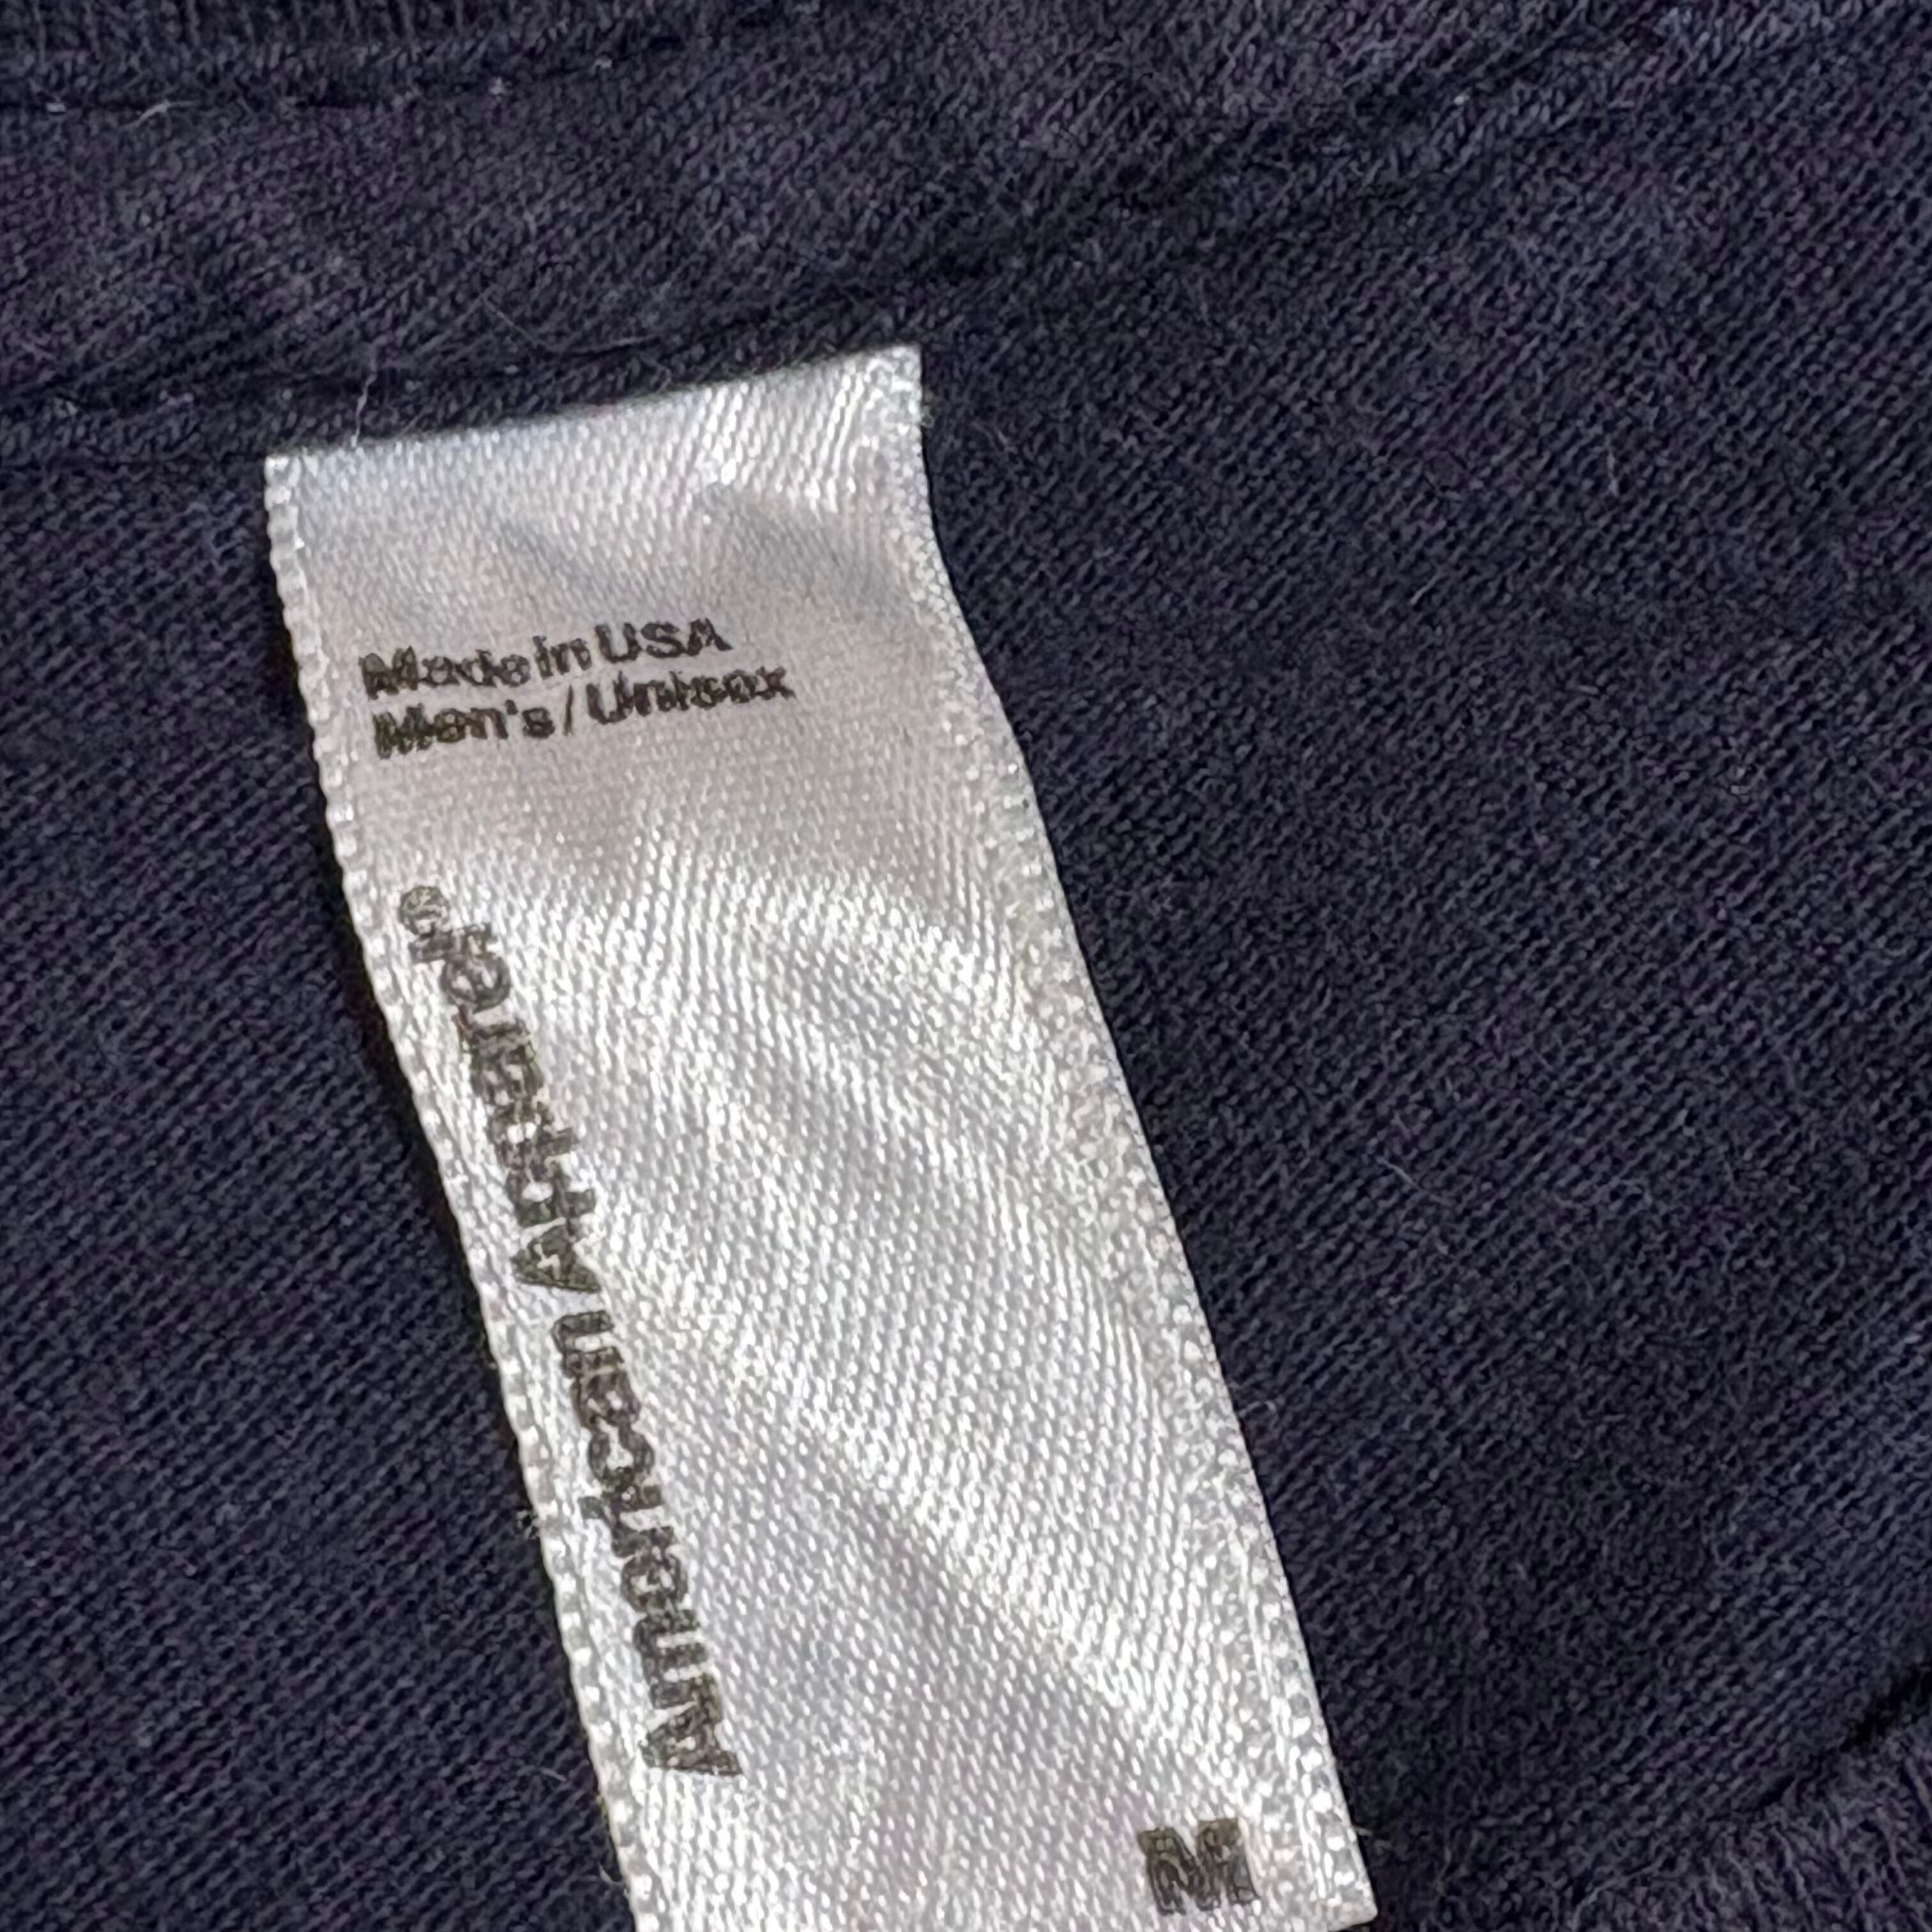 Made in USA
Men's / Unisex
American Apparel®
M